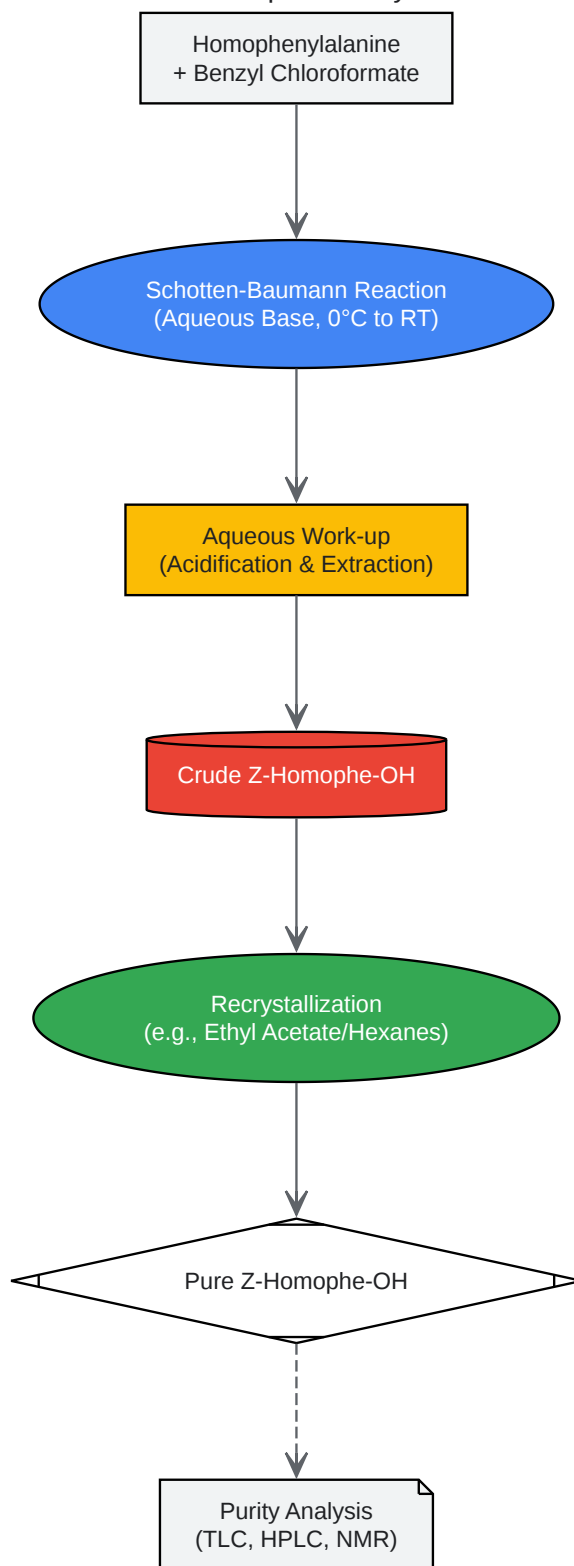 Homophenylalanine
+ Benzyl Chloroformate
Schotten-Baumann Reaction
(Aqueous Base, 0°C to RT)
Aqueous Work-up
(Acidification & Extraction)
Crude Z-Homophe-OH
Recrystallization
(e.g., Ethyl Acetate/Hexanes)
Pure Z-Homophe-OH
Purity Analysis
(TLC, HPLC, NMR)